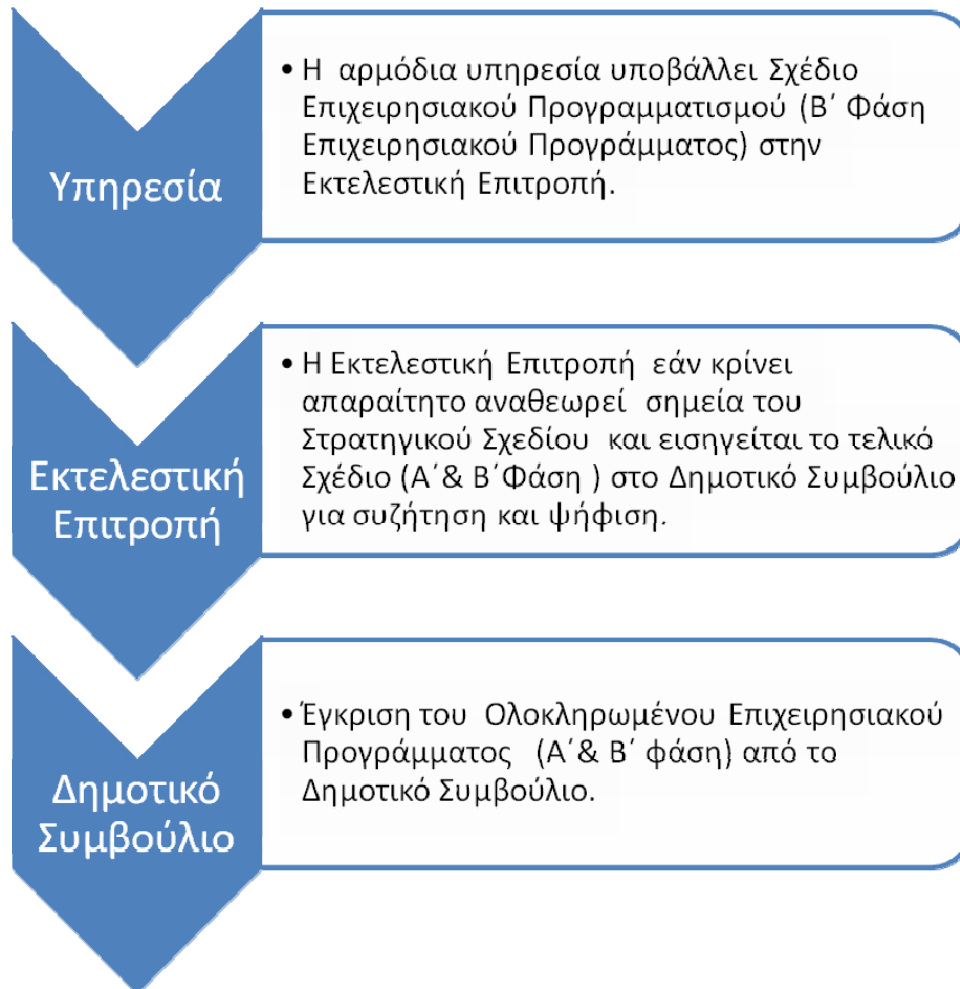 Υπηρεσία
• Η αρμόδια υπηρεσία υποβάλλει Σχέδιο
Επιχειρησιακού Προγραμματισμού (Β΄ Φάση
Επιχειρησιακού Προγράμματος) στην
Εκτελεστική Επιτροπή.
Εκτελεστική
Επιτροπή
• Η Εκτελεστική Επιτροπή εάν κρίνει
απαραίτητο αναθεωρεί σημεία του
Στρατηγικού Σχεδίου και εισηγείται το τελικό
Σχέδιο (Α΄& Β΄Φάση ) στο Δημοτικό Συμβούλιο
για συζήτηση και ψήφιση.
Δημοτικό
Συμβούλιο
• Έγκριση του Ολοκληρωμένου Επιχειρησιακού
Προγράμματος (Α΄& Β΄ φάση) από το
Δημοτικό Συμβούλιο.